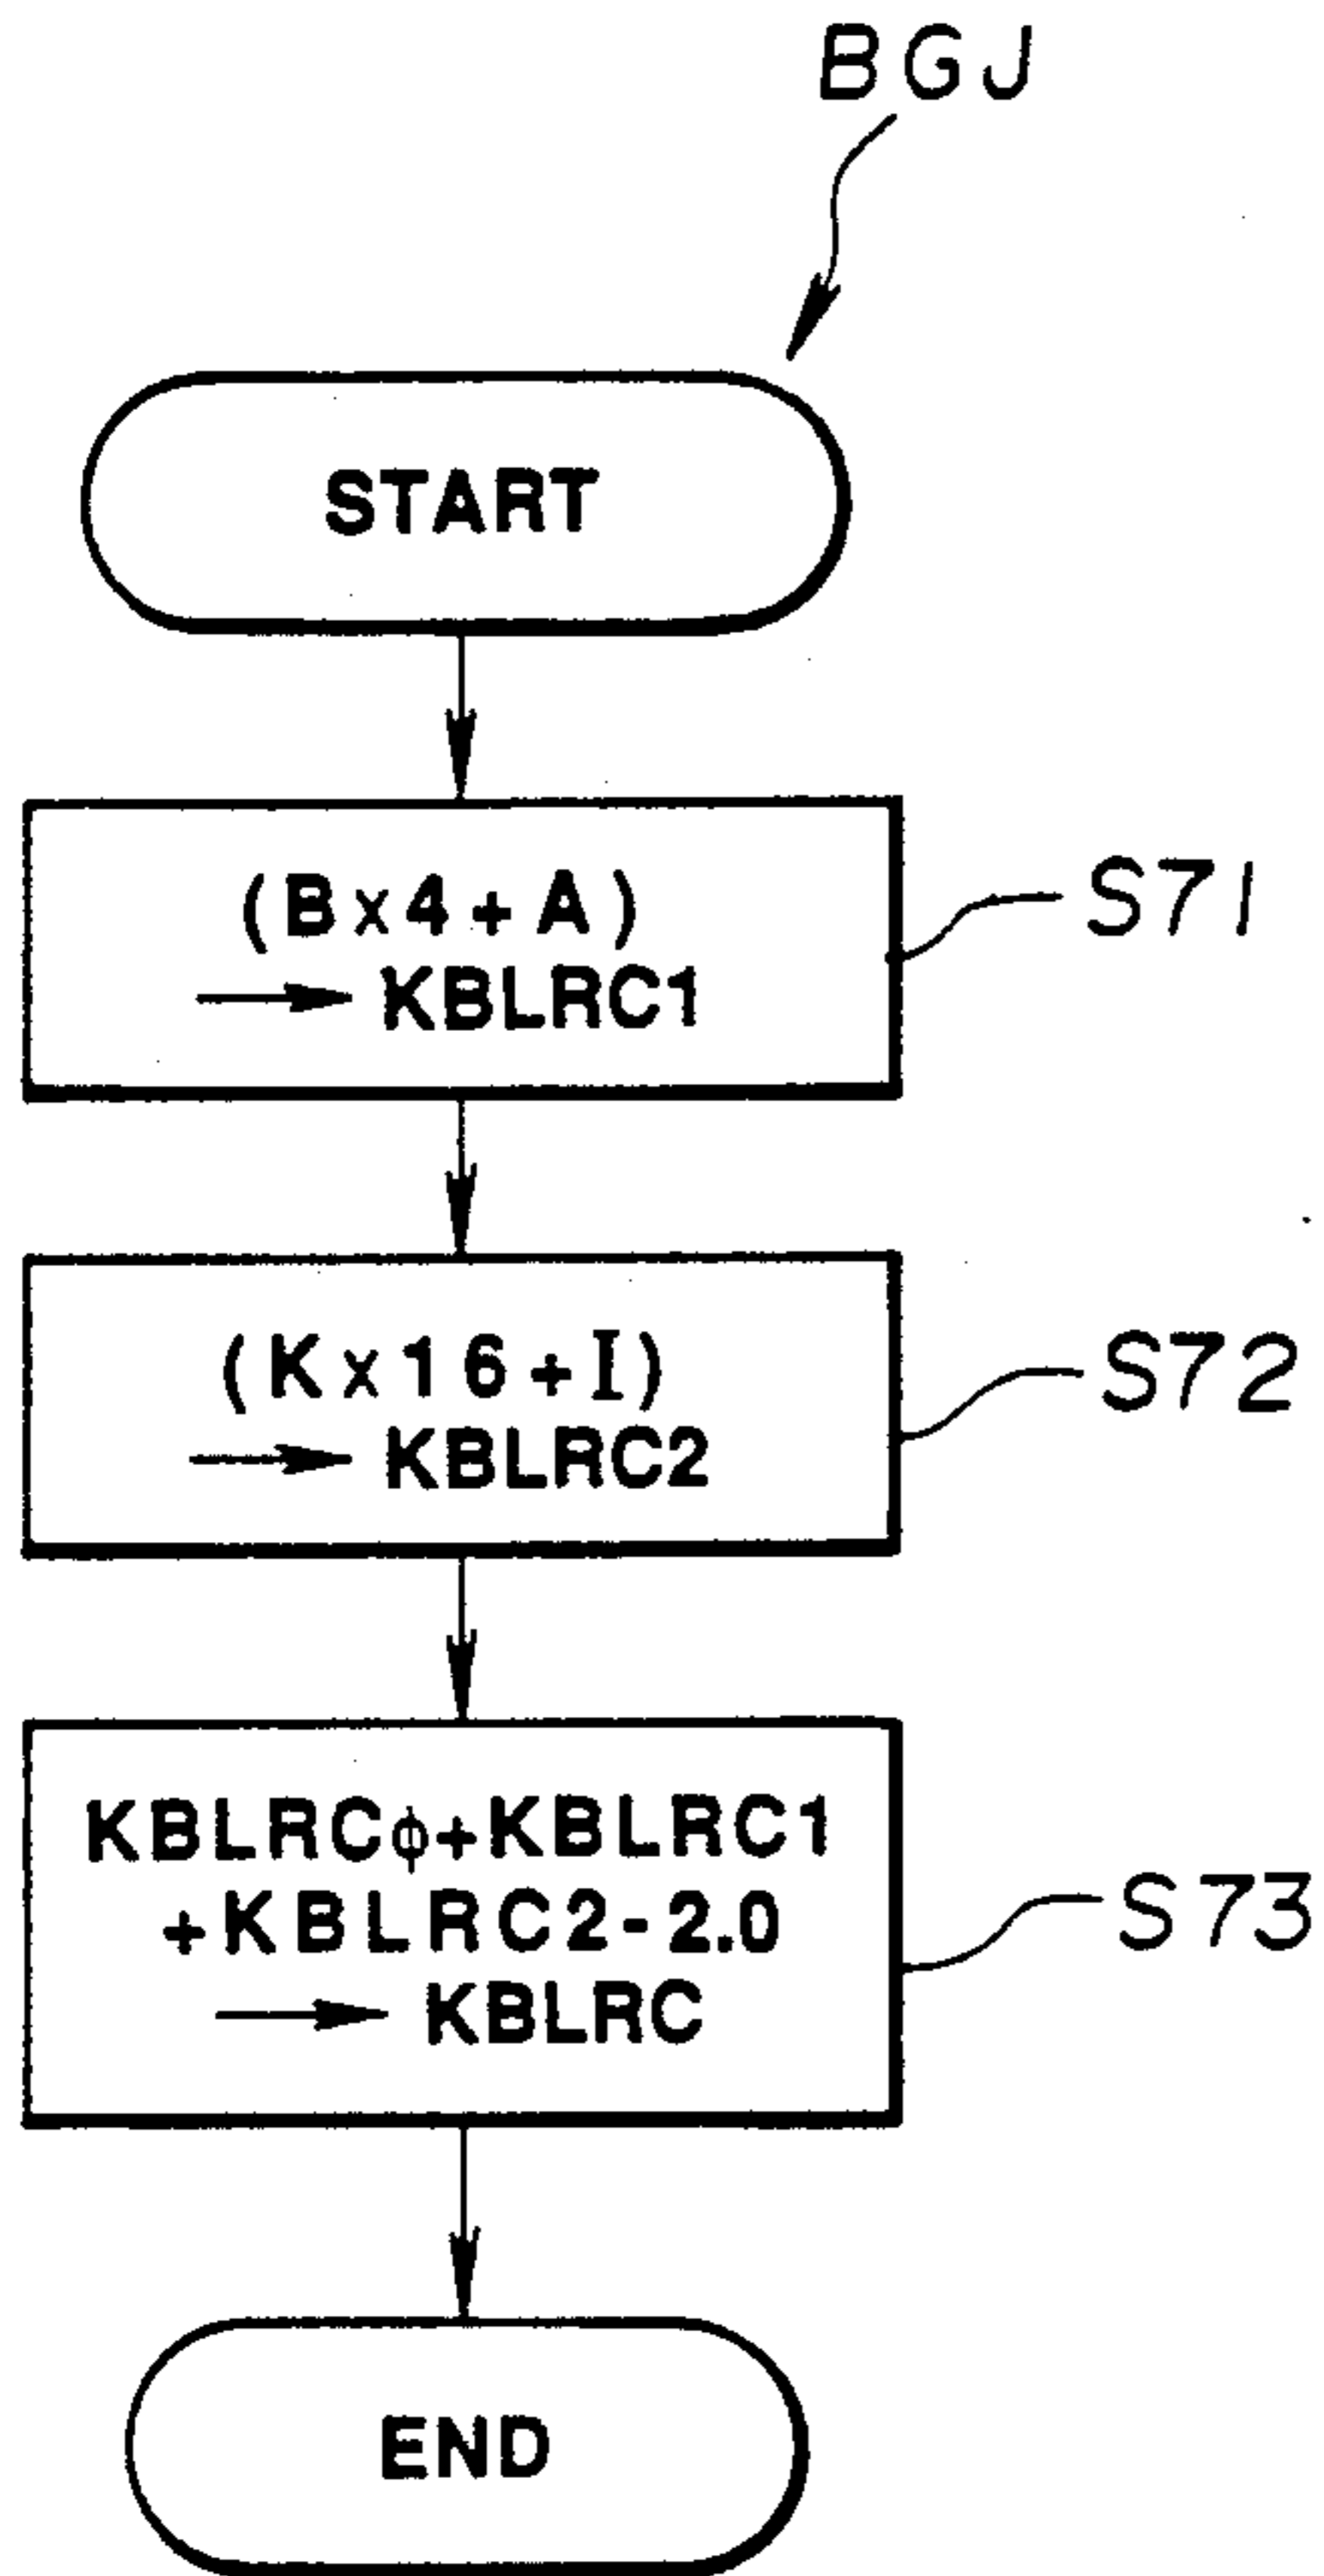 BGJ
START
(B×4+A)
→ KBLRC1
S71
(K×16+I)
→ KBLRC2
S72
KBLRCφ+KBLRC1
+KBLRC2-2.0
→ KBLRC
S73
END